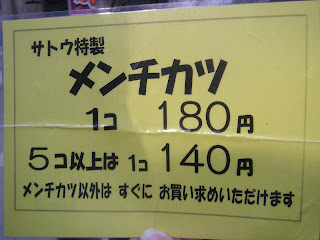 サトウ特製
メンチカツ
1コ 180円
5コ以上は 1コ 140円
メンチカツ以外は すぐに お買い求めいただけます